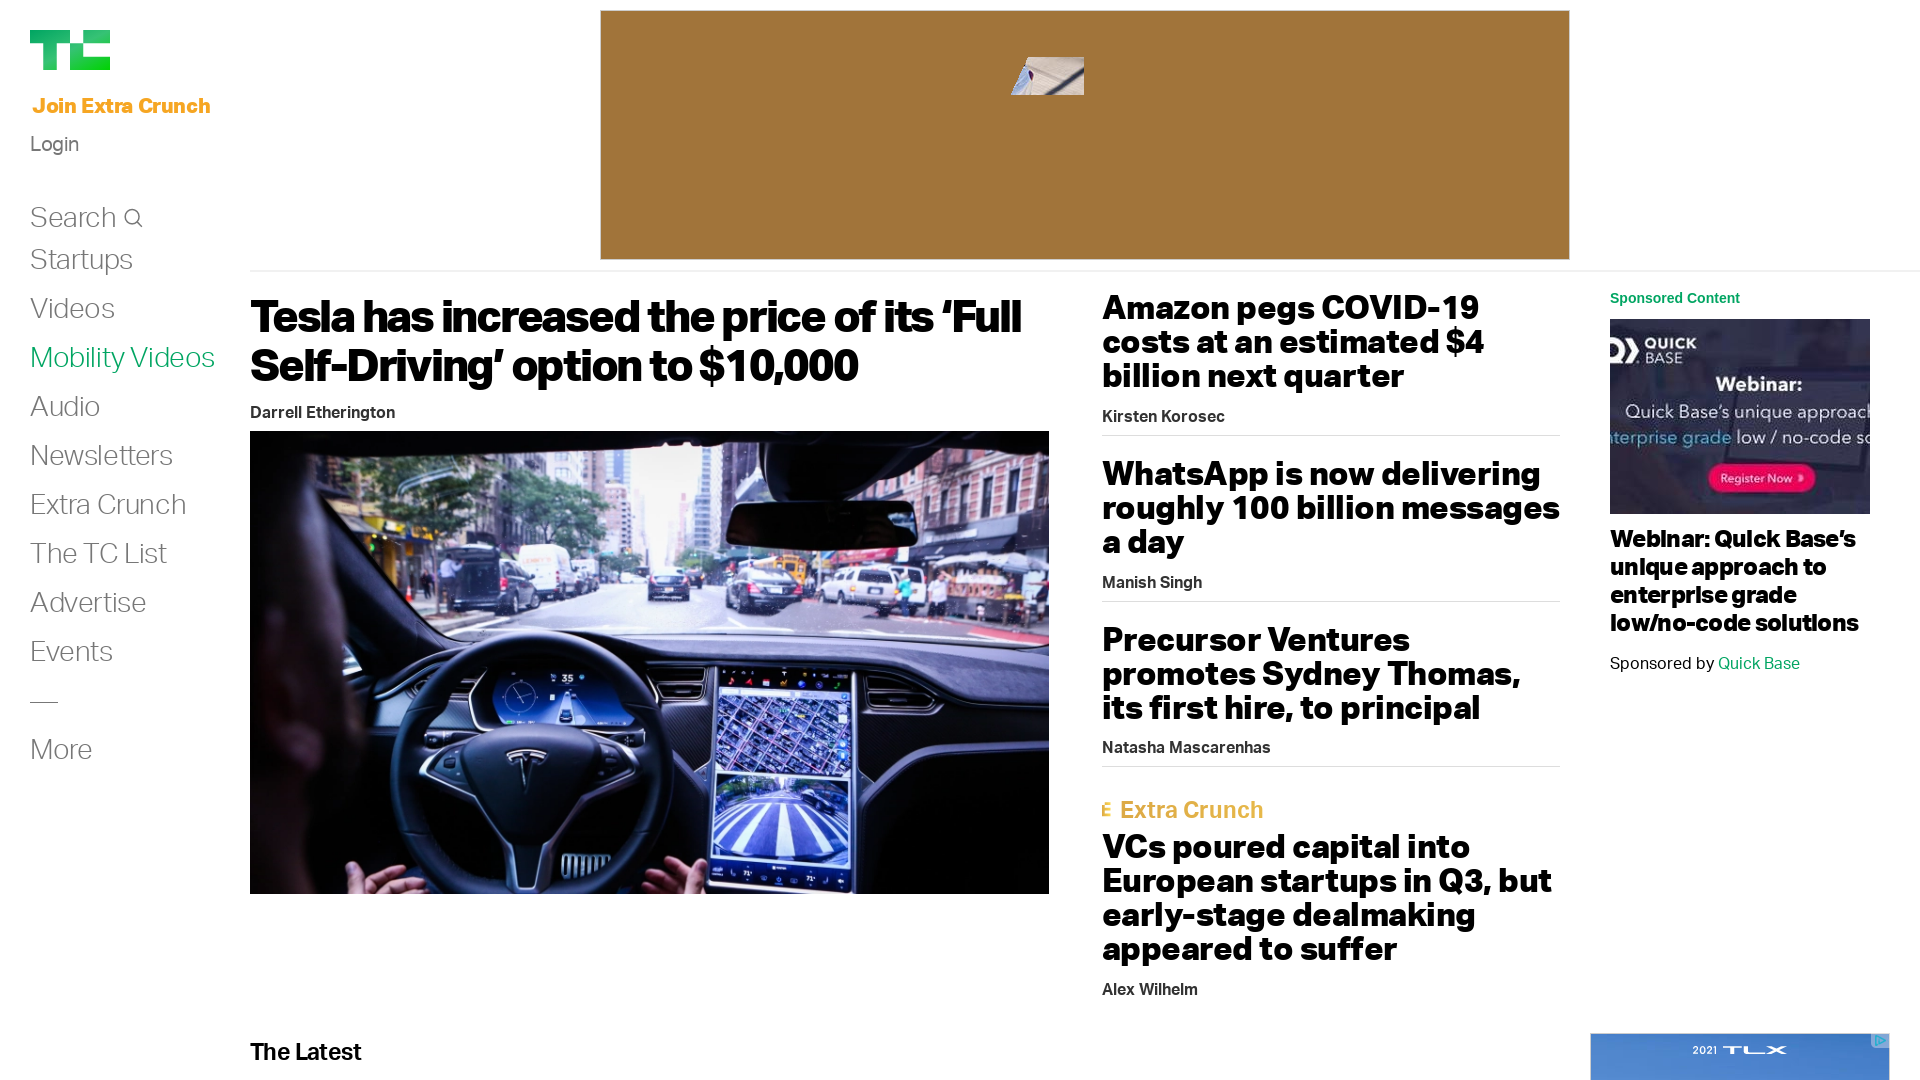 TC
Join Extra Crunch
Login
Search
Startups
Videos
Mobility Videos
Audio
Newsletters
Extra Crunch
The TC List
Advertise
Events
More
Tesla has increased the price of its ‘Full
Self-Driving’ option to $10,000
Darrell Etherington
35
Amazon pegs COVID-19
costs at an estimated $4
billion next quarter
Kirsten Korosec
WhatsApp is now delivering
roughly 100 billion messages
a day
Manish Singh
Precursor Ventures
promotes Sydney Thomas,
its first hire, to principal
Natasha Mascarenhas
Extra Crunch
VCs poured capital into
European startups in Q3, but
early-stage dealmaking
appeared to suffer
Alex Wilhelm
Sponsored Content
QUICK
BASE
Webinar:
Quick Base’s unique approach
nterprise grade low / no-code so
Register Now
Webinar: Quick Base’s
unique approach to
enterprise grade
low/no-code solutions
Sponsored by Quick Base
The Latest
2021 TLX